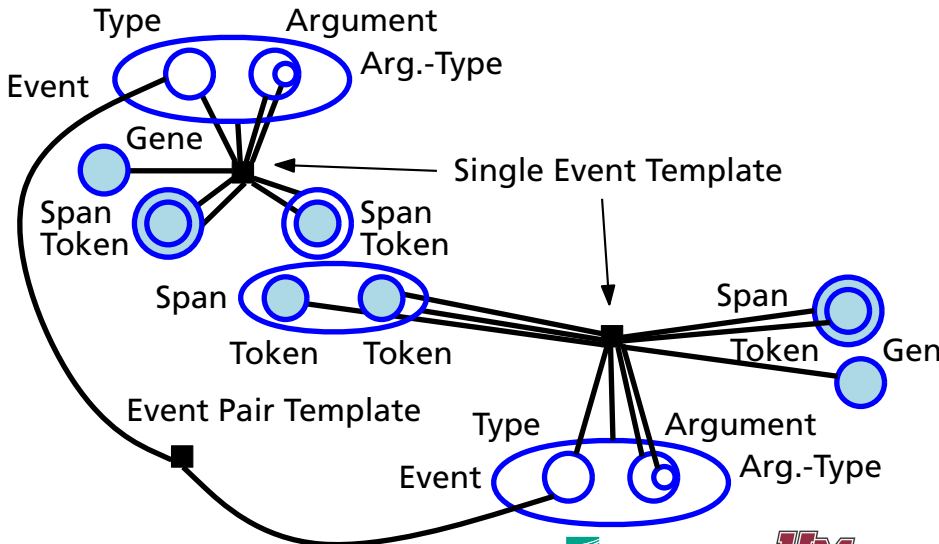 Type Argument
Arg.-Type
Event
Gene
Single Event Template
Span Span
Token Token
Span Span
Token Token Token Gen
Event Pair Template
Type Argument
Arg.-Type
Event